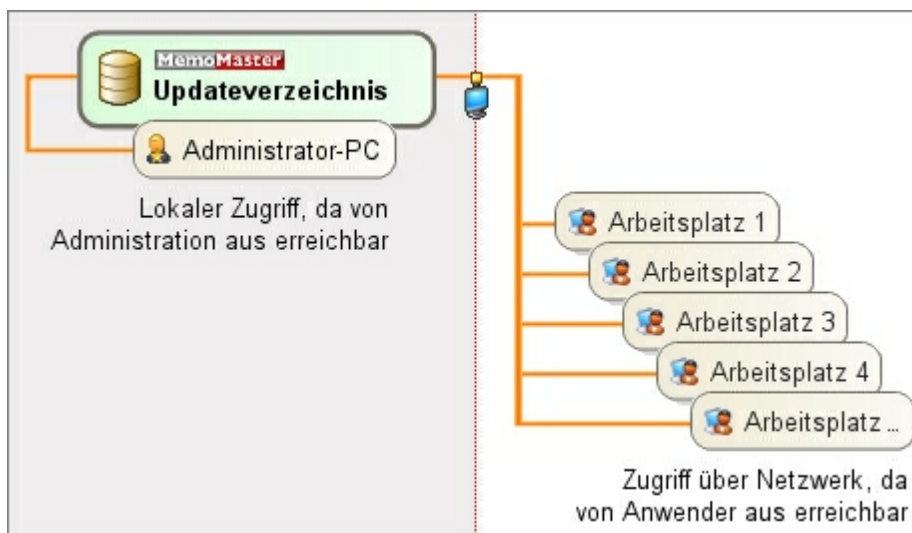 MemoMaster
Updateverzeichnis
Administrator-PC
Lokaler Zugriff, da von
Administration aus erreichbar
Arbeitsplatz 1
Arbeitsplatz 2
Arbeitsplatz 3
Arbeitsplatz 4
Arbeitsplatz ...
Zugriff über Netzwerk, da
von Anwender aus erreichbar